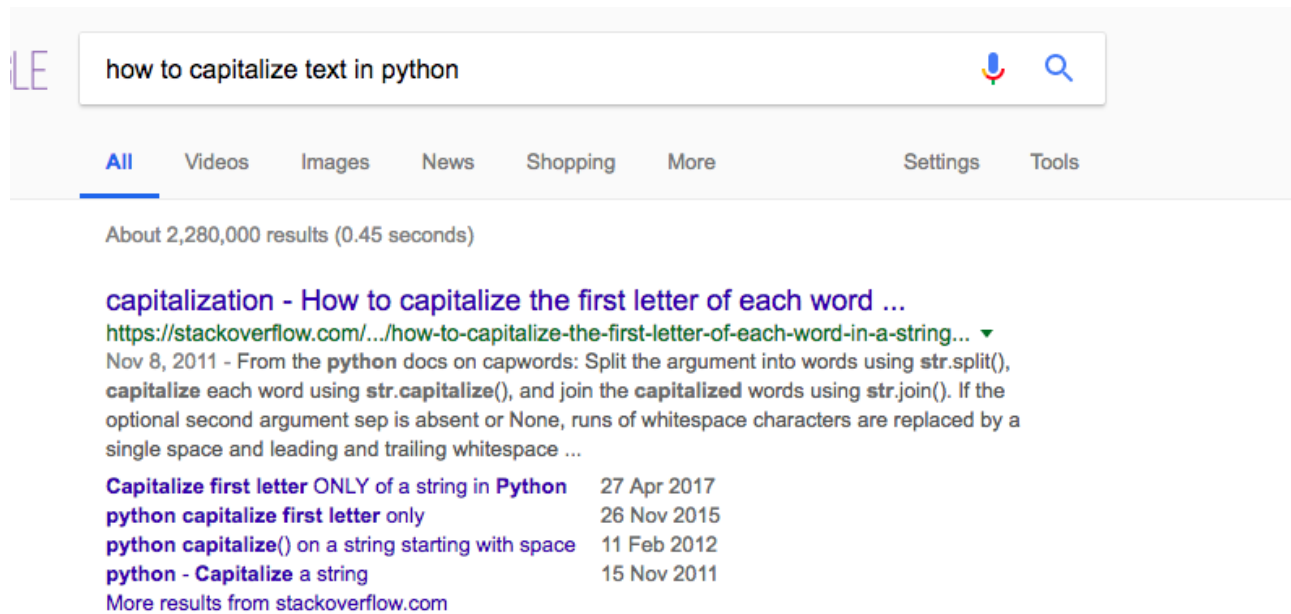 how to capitalize text in python
All Videos Images News Shopping More Settings Tools
About 2,280,000 results (0.45 seconds)
capitalization - How to capitalize the first letter of each word ...
https://stackoverflow.com/.../how-to-capitalize-the-first-letter-of-each-word-in-a-string...
Nov 8, 2011 - From the python docs on capwords: Split the argument into words using str.split(),
capitalize each word using str.capitalize(), and join the capitalized words using str.join(). If the
optional second argument sep is absent or None, runs of whitespace characters are replaced by a
single space and leading and trailing whitespace ...
Capitalize first letter ONLY of a string in Python 27 Apr 2017
python capitalize first letter only 26 Nov 2015
python capitalize() on a string starting with space 11 Feb 2012
python - Capitalize a string 15 Nov 2011
More results from stackoverflow.com